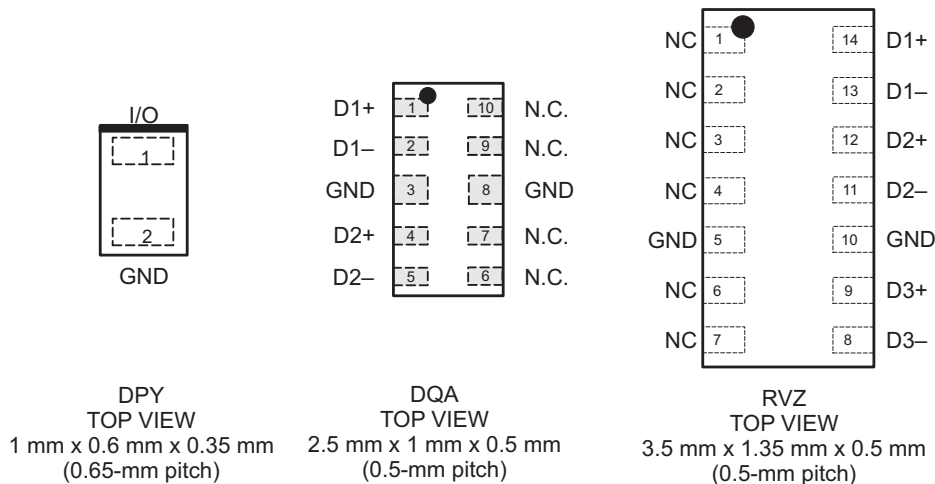 I/O
1
2
GND
DPY
TOP VIEW
1 mm x 0.6 mm x 0.35 mm
(0.65-mm pitch)
D1+ 1 10 N.C.
D1– 2 9 N.C.
GND 3 8 GND
D2+ 4 7 N.C.
D2– 5 6 N.C.
DQA
TOP VIEW
2.5 mm x 1 mm x 0.5 mm
(0.5-mm pitch)
NC 1 14 D1+
NC 2 13 D1–
NC 3 12 D2+
NC 4 11 D2–
GND 5 10 GND
NC 6 9 D3+
NC 7 8 D3–
RVZ
TOP VIEW
3.5 mm x 1.35 mm x 0.5 mm
(0.5-mm pitch)